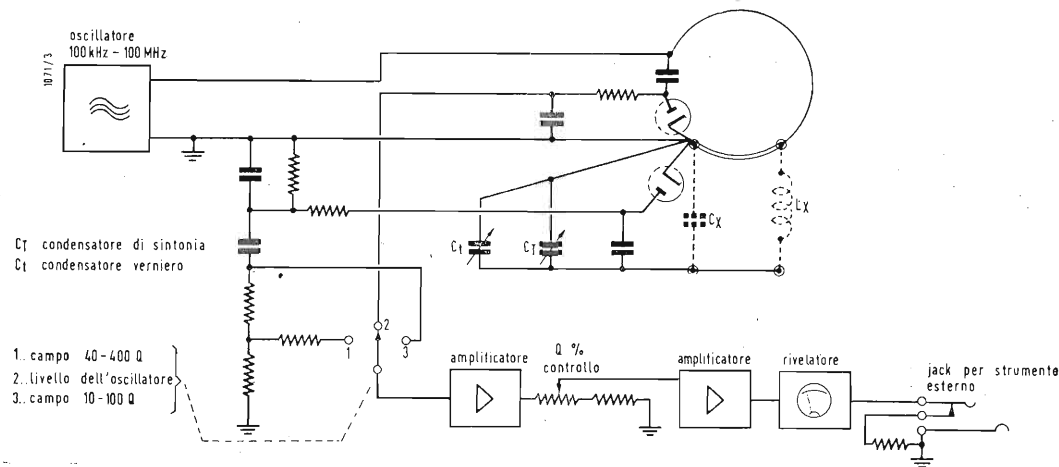 oscillatore
100 kHz - 100 MHz
1071/3
CT condensatore di sintonia
Ct condensatore verniero
Ct
CT
CX
LX
1.. campo 40-400 Q
2.. livello dell'oscillatore
3.. campo 10-100 Q
1
2
3
amplificatore
Q %
controllo
amplificatore
rivelatore
jack per strumento
esterno